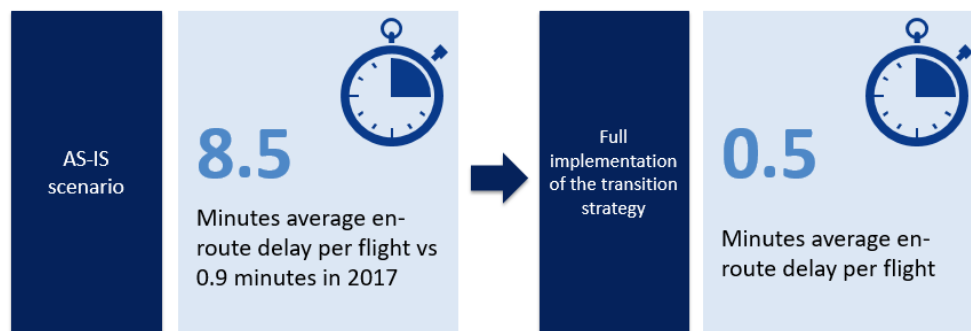 AS-IS
scenario
8.5
Minutes average en-
route delay per flight vs
0.9 minutes in 2017
Full
implementation
of the transition
strategy
0.5
Minutes average en-
route delay per flight